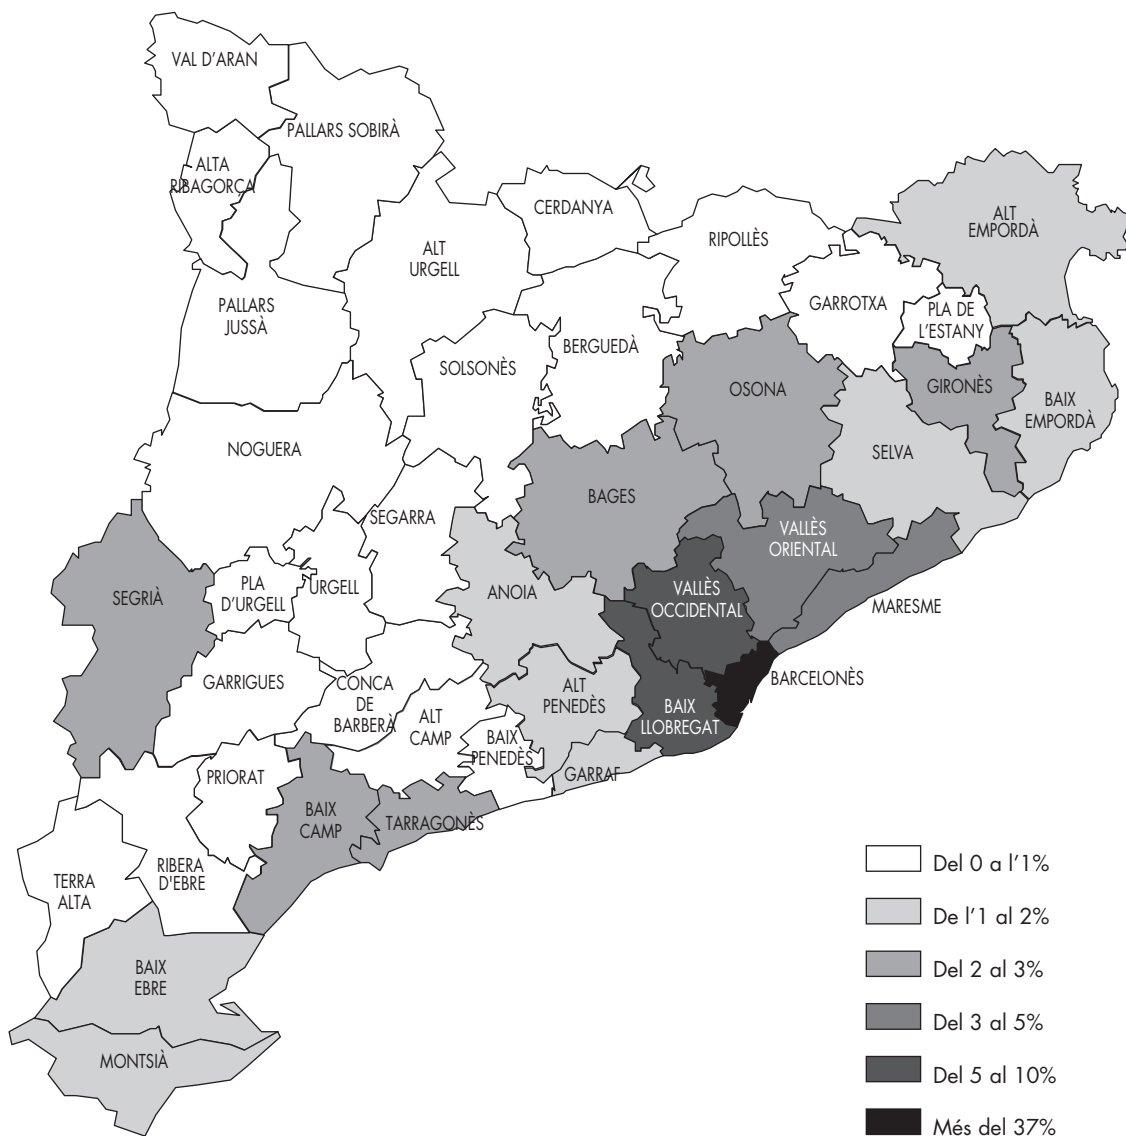 VAL D'ARAN
PALLARS SOBIRÀ
ALTA
RIBAGORÇA
CERDANYA
ALT
URGELL
RIPOLLÈS
ALT
EMPORDÀ
PALLARS
JUSSÀ
GARROTXA
PLA DE
L'ESTANY
SOLSONÈS
BERGUEDÀ
OSONA
GIRONÈS
BAIX
EMPORDÀ
NOGUERA
SELVA
BAGES
SEGARRA
VALLÈS
ORIENTAL
SEGRIÀ
PLA
D'URGELL
URGELL
ANOIA
VALLÈS
OCCIDENTAL
MARESME
GARRIGUES
CONCA
DE
BARBERÀ
ALT
PENEDÈS
BARCELONÈS
BAIX
LLOBREGAT
ALT
CAMP
BAIX
PENEDÈS
GARRAF
PRIORAT
BAIX
CAMP
TARRAGONÈS
RIBERA
D'EBRE
TERRA
ALTA
BAIX
EBRE
MONTSIÀ
Del 0 a l'1%
De l'1 al 2%
Del 2 al 3%
Del 3 al 5%
Del 5 al 10%
Més del 37%